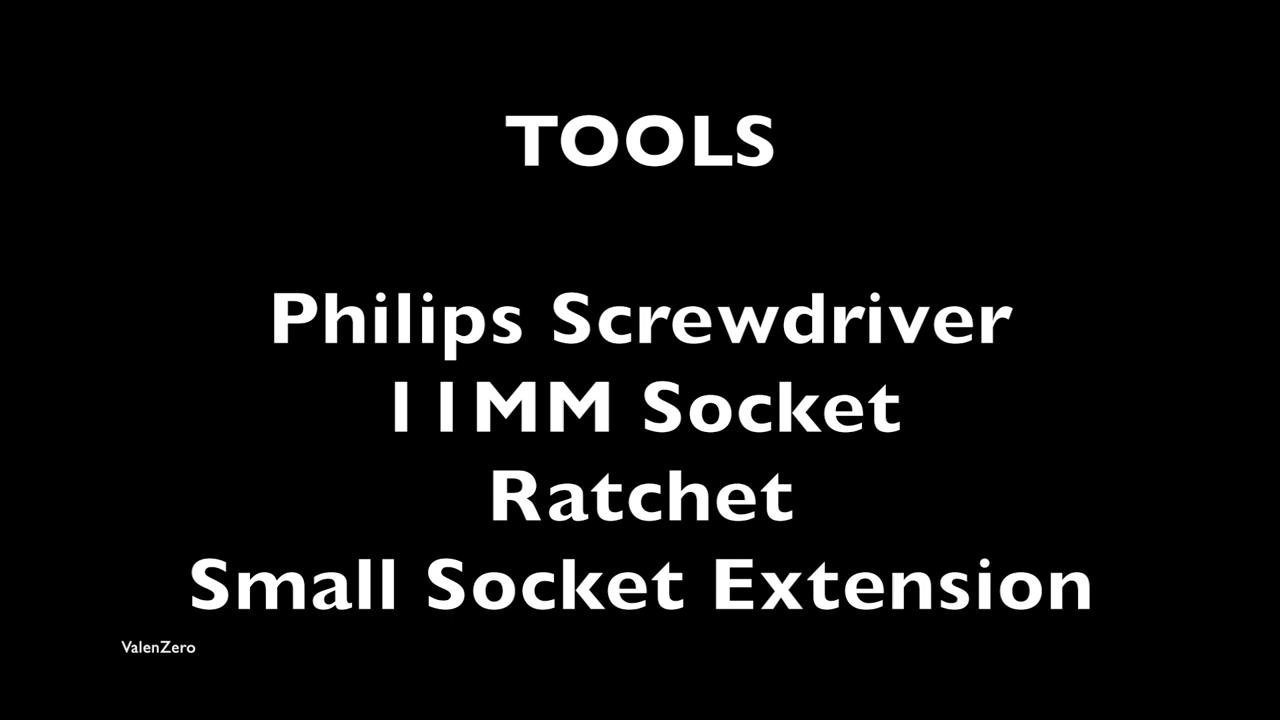 TOOLS
Philips Screwdriver
11MM Socket
Ratchet
Small Socket Extension
ValenZero